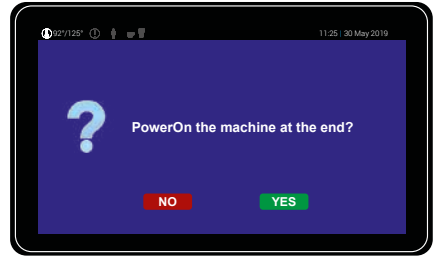 92°/125° 11:25 | 30 May 2019
PowerOn the machine at the end?
NO YES